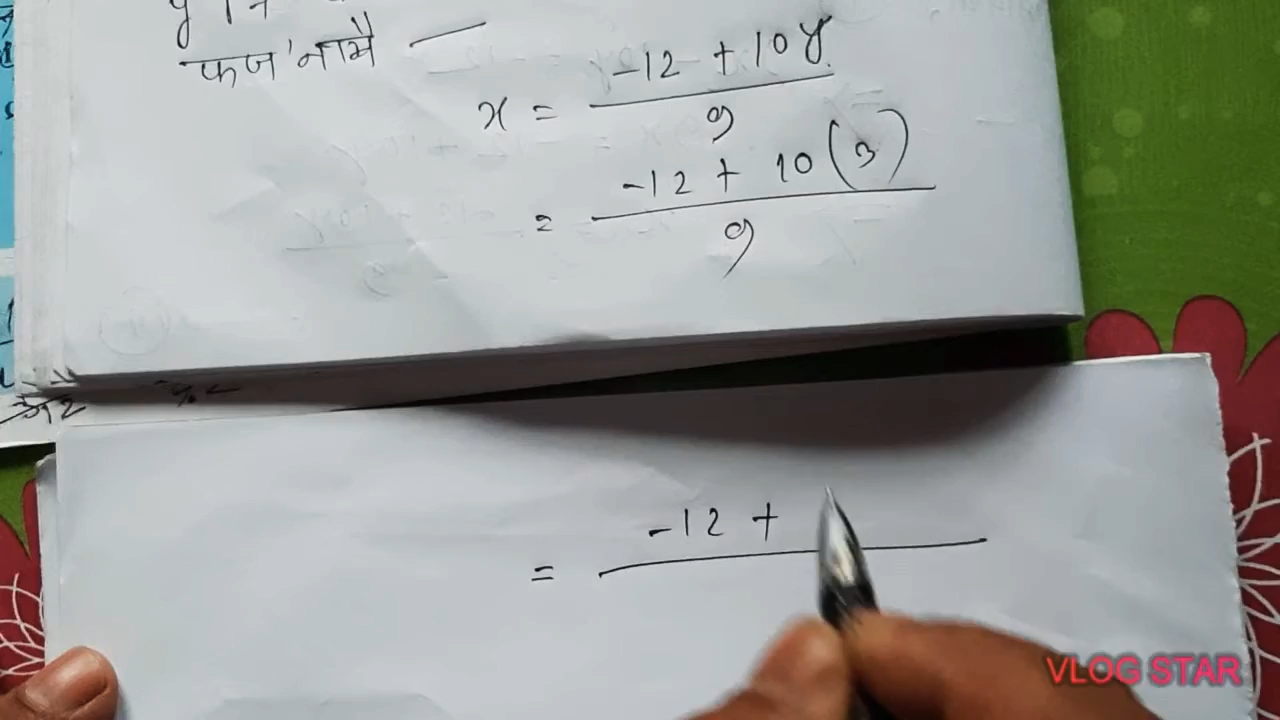 फज'नायै —
x = -12 + 10y / 9
= -12 + 10(3) / 9
= -12 +
VLOG STAR